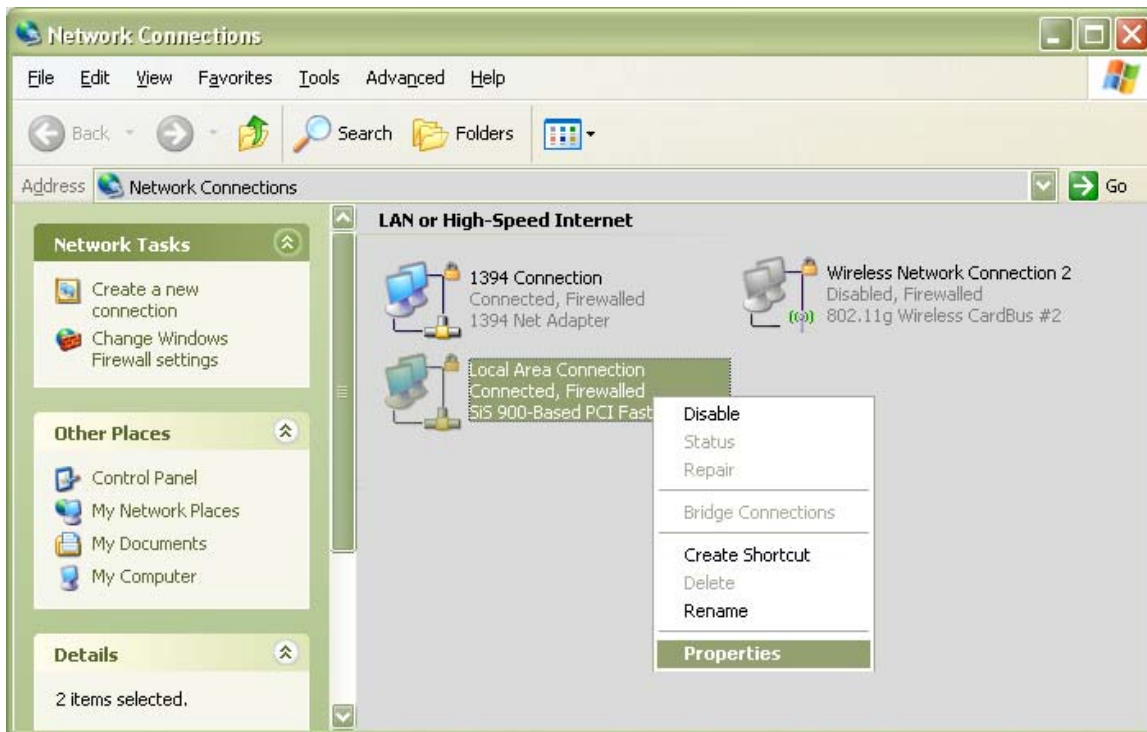 Network Connections
File Edit View Favorites Tools Advanced Help
Back Search Folders
Address Network Connections Go
LAN or High-Speed Internet
Network Tasks
Create a new
connection
Change Windows
Firewall settings
Other Places
Control Panel
My Network Places
My Documents
My Computer
Details
2 items selected.
1394 Connection
Connected, Firewalled
1394 Net Adapter
Wireless Network Connection 2
Disabled, Firewalled
802.11g Wireless CardBus #2
Local Area Connection
Connected, Firewalled
SiS 900-Based PCI Fast
Disable
Status
Repair
Bridge Connections
Create Shortcut
Delete
Rename
Properties